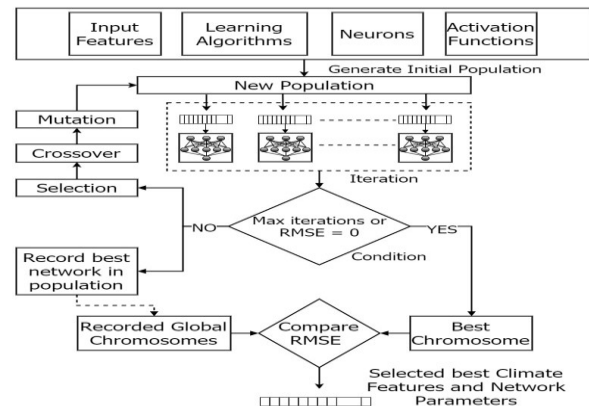 Input
Features
Learning
Algorithms
Neurons
Activation
Functions
Generate Initial Population
New Population
Mutation
Crossover
Selection
Iteration
Max iterations or
RMSE = 0
NO
YES
Condition
Record best
network in
population
Recorded Global
Chromosomes
Compare
RMSE
Best
Chromosome
Selected best Climate
Features and Network
Parameters